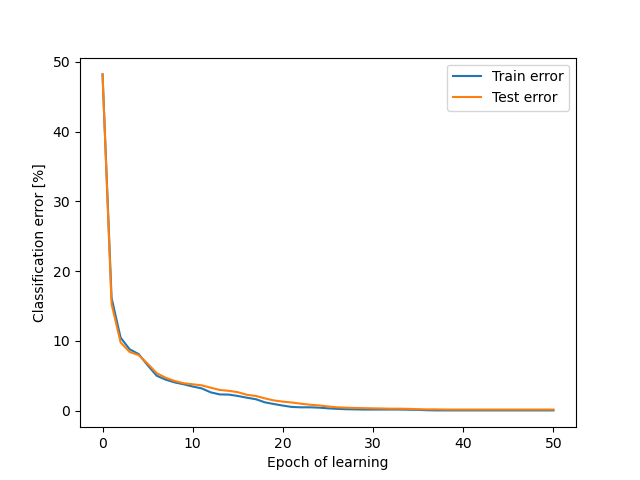 Train error
Test error
50
40
30
20
10
0
Classification error [%]
0 10 20 30 40 50
Epoch of learning